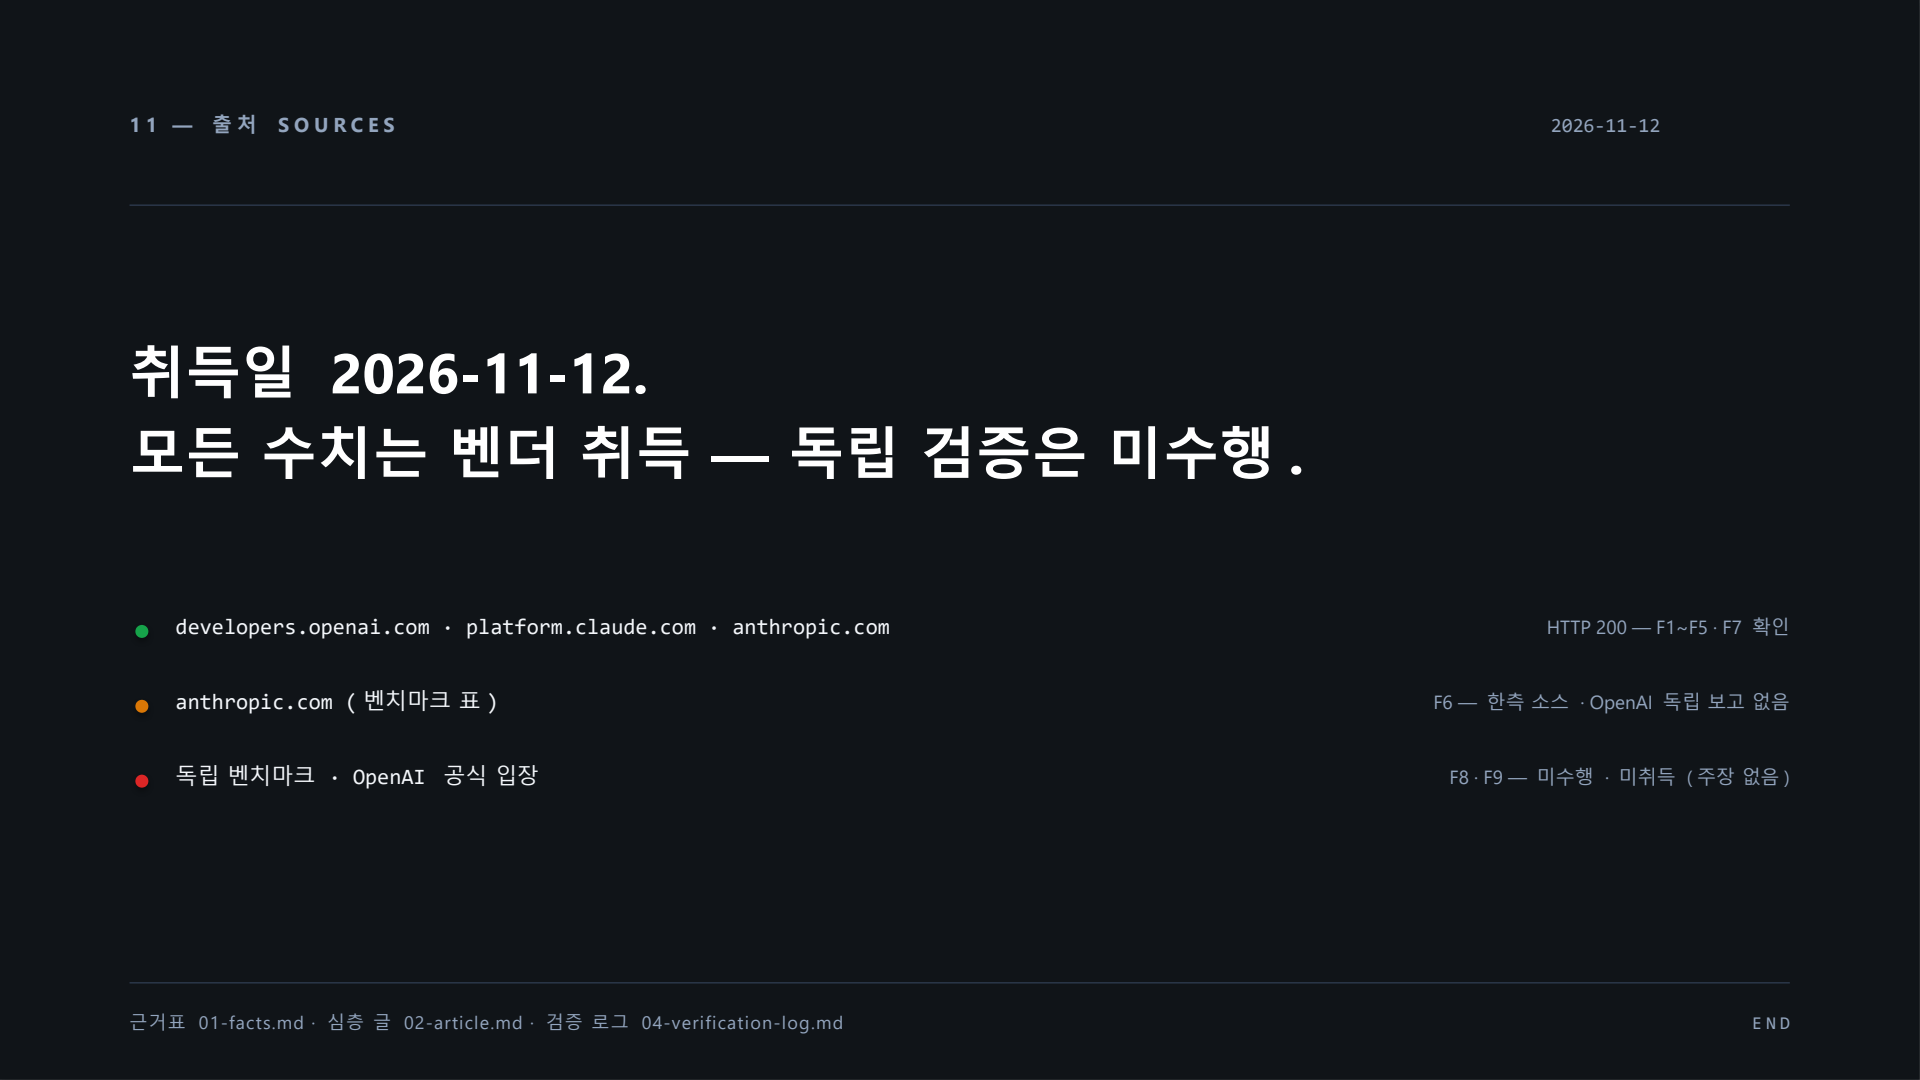 11 — 출처 SOURCES
2026-11-12
취득일 2026-11-12.
모든 수치는 벤더 취득 — 독립 검증은 미수행.
developers.openai.com · platform.claude.com · anthropic.com
HTTP 200 — F1~F5 · F7 확인
anthropic.com (벤치마크 표)
F6 — 한측 소스 · OpenAI 독립 보고 없음
독립 벤치마크 · OpenAI 공식 입장
F8 · F9 — 미수행 · 미취득 (주장 없음)
근거표 01-facts.md · 심층 글 02-article.md · 검증 로그 04-verification-log.md
END